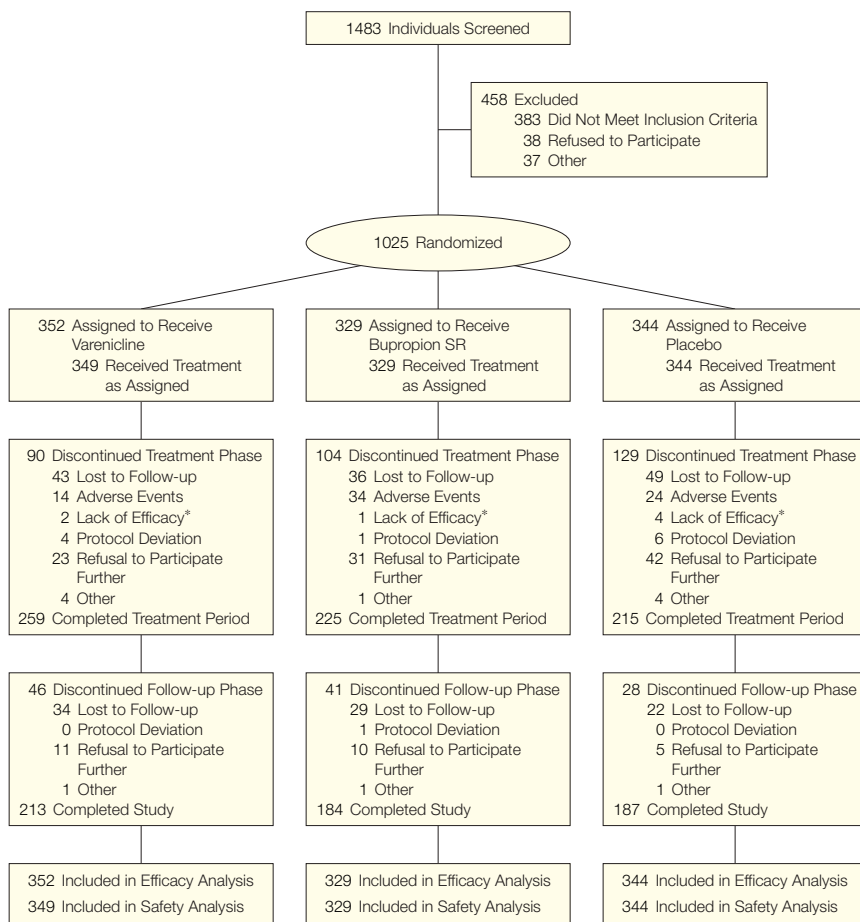 1483 Individuals Screened
458 Excluded
383 Did Not Meet Inclusion Criteria
38 Refused to Participate
37 Other
1025 Randomized
352 Assigned to Receive
Varenicline
349 Received Treatment
as Assigned
329 Assigned to Receive
Bupropion SR
329 Received Treatment
as Assigned
344 Assigned to Receive
Placebo
344 Received Treatment
as Assigned
90 Discontinued Treatment Phase
43 Lost to Follow-up
14 Adverse Events
2 Lack of Efficacy*
4 Protocol Deviation
23 Refusal to Participate
Further
4 Other
259 Completed Treatment Period
104 Discontinued Treatment Phase
36 Lost to Follow-up
34 Adverse Events
1 Lack of Efficacy*
1 Protocol Deviation
31 Refusal to Participate
Further
1 Other
225 Completed Treatment Period
129 Discontinued Treatment Phase
49 Lost to Follow-up
24 Adverse Events
4 Lack of Efficacy*
6 Protocol Deviation
42 Refusal to Participate
Further
4 Other
215 Completed Treatment Period
46 Discontinued Follow-up Phase
34 Lost to Follow-up
0 Protocol Deviation
11 Refusal to Participate
Further
1 Other
213 Completed Study
41 Discontinued Follow-up Phase
29 Lost to Follow-up
1 Protocol Deviation
10 Refusal to Participate
Further
1 Other
184 Completed Study
28 Discontinued Follow-up Phase
22 Lost to Follow-up
0 Protocol Deviation
5 Refusal to Participate
Further
1 Other
187 Completed Study
352 Included in Efficacy Analysis
349 Included in Safety Analysis
329 Included in Efficacy Analysis
329 Included in Safety Analysis
344 Included in Efficacy Analysis
344 Included in Safety Analysis